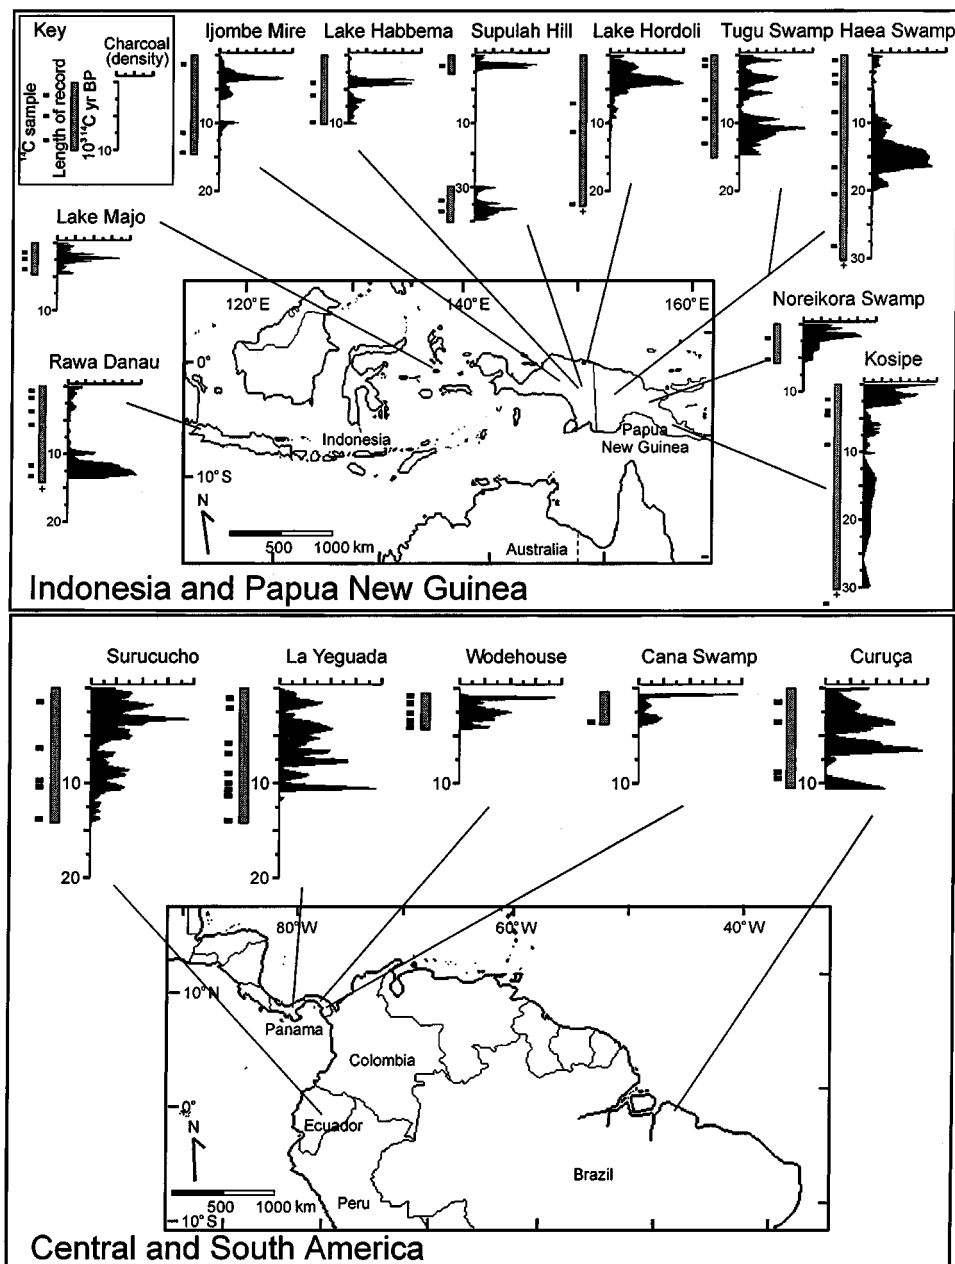 Key
Charcoal
(density)
14C sample
Length of record
10³ 14C yr BP
10
Ijombe Mire
10
20
Lake Habbema
10
Supulah Hill
10
30
Lake Hordoli
10
20
+
Tugu Swamp
10
20
Haea Swamp
10
20
30
+
Lake Majo
10
Rawa Danau
10
20
+
Noreikora Swamp
10
Kosipe
10
20
30
+
120°E
140°E
160°E
0°
10°S
Indonesia
Papua
New Guinea
Australia
N
500 1000 km
Indonesia and Papua New Guinea
Surucucho
10
20
La Yeguada
10
20
Wodehouse
10
Cana Swamp
10
Curuça
10
80°W
60°W
40°W
10°N
0°
10°S
Panama
Colombia
Ecuador
Peru
Brazil
N
500 1000 km
Central and South America